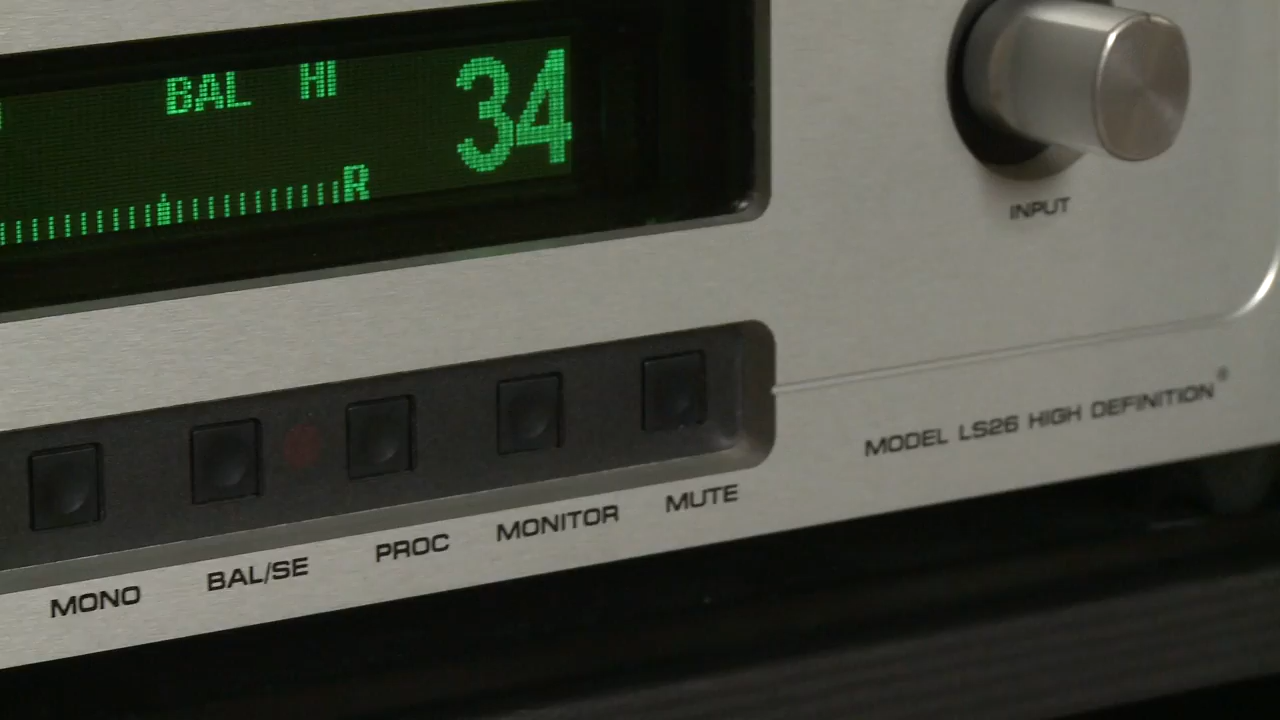 BAL HI 34
R
INPUT
MODEL LS26 HIGH DEFINITION®
MONO BAL/SE PROC MONITOR MUTE